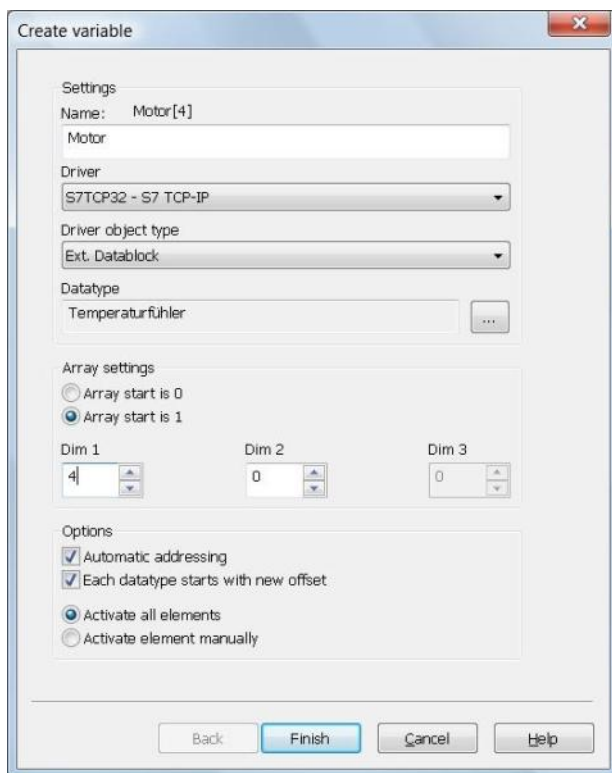 Create variable
Settings
Name: Motor[4]
Motor
Driver
S7TCP32 - S7 TCP-IP
Driver object type
Ext. Datablock
Datatype
Temperaturfühler
...
Array settings
Array start is 0
Array start is 1
Dim 1 Dim 2 Dim 3
4 0 0
Options
Automatic addressing
Each datatype starts with new offset
Activate all elements
Activate element manually
Back Finish Cancel Help